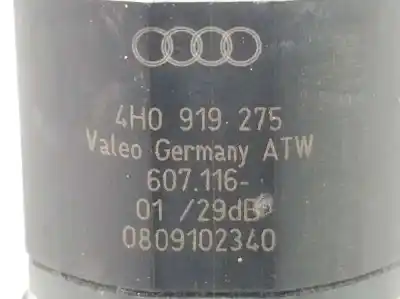 4H0 919 275
Valeo Germany ATW
607.116-
01 /29dB
0809102340